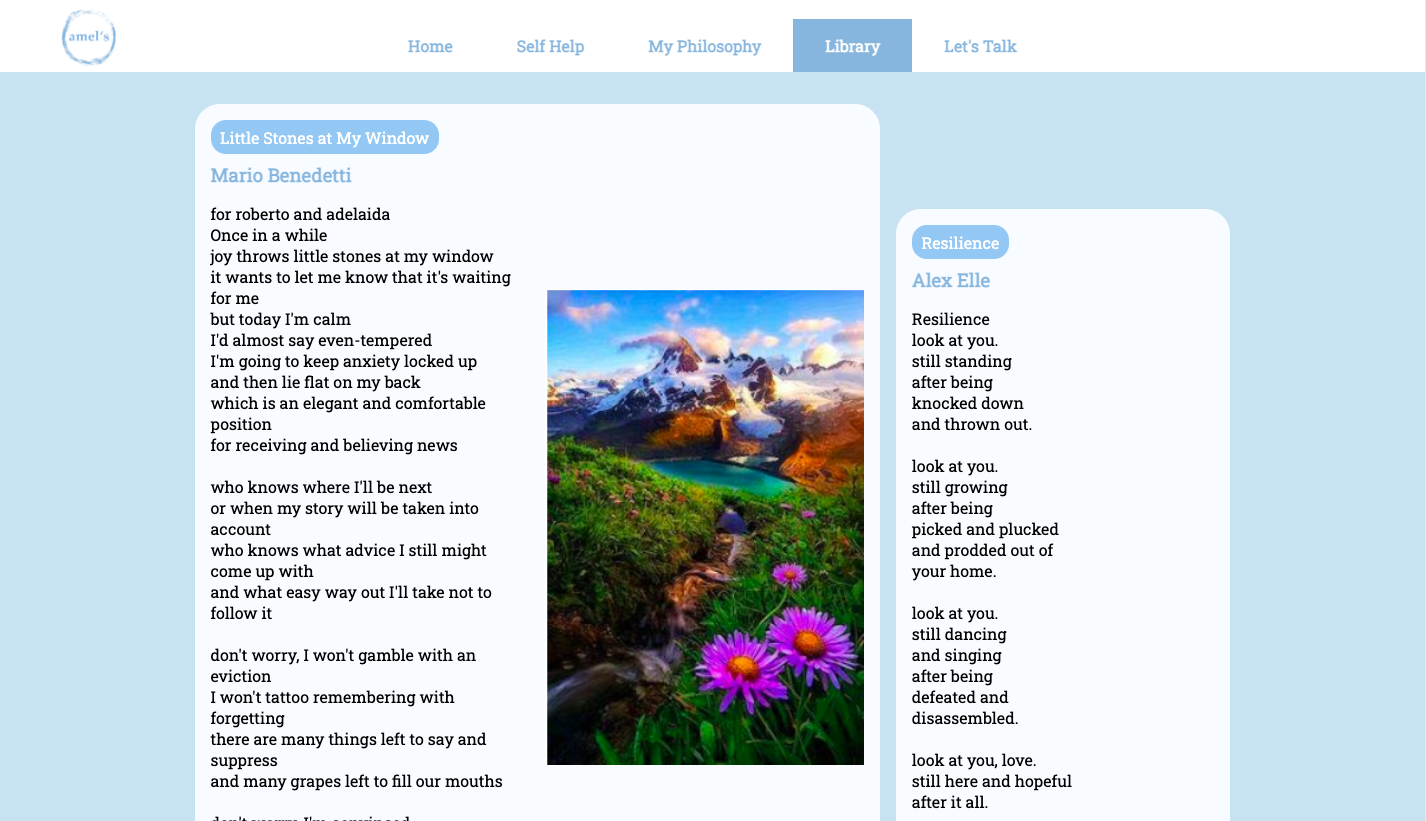 amel's
Home
Self Help
My Philosophy
Library
Let's Talk
Little Stones at My Window
Mario Benedetti
for roberto and adelaida
Once in a while
joy throws little stones at my window
it wants to let me know that it's waiting
for me
but today I'm calm
I'd almost say even-tempered
I'm going to keep anxiety locked up
and then lie flat on my back
which is an elegant and comfortable
position
for receiving and believing news
who knows where I'll be next
or when my story will be taken into
account
who knows what advice I still might
come up with
and what easy way out I'll take not to
follow it
don't worry, I won't gamble with an
eviction
I won't tattoo remembering with
forgetting
there are many things left to say and
suppress
and many grapes left to fill our mouths
don't worry, I'm convinced
Resilience
Alex Elle
Resilience
look at you.
still standing
after being
knocked down
and thrown out.
look at you.
still growing
after being
picked and plucked
and prodded out of
your home.
look at you.
still dancing
and singing
after being
defeated and
disassembled.
look at you, love.
still here and hopeful
after it all.